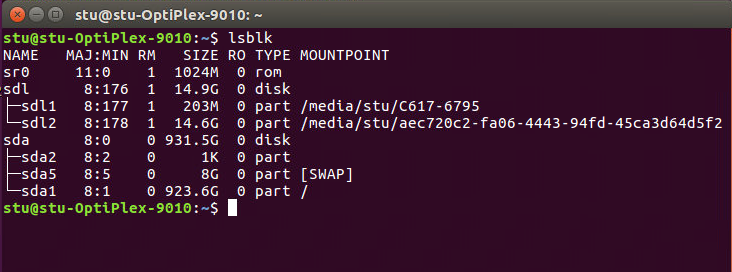 stu@stu-OptiPlex-9010: ~
stu@stu-OptiPlex-9010:~$ lsblk
NAME   MAJ:MIN RM   SIZE RO TYPE MOUNTPOINT
sr0     11:0    1  1024M  0 rom
sdl      8:176  1  14.9G  0 disk
├─sdl1   8:177  1   203M  0 part /media/stu/C617-6795
└─sdl2   8:178  1  14.6G  0 part /media/stu/aec720c2-fa06-4443-94fd-45ca3d64d5f2
sda      8:0    0 931.5G  0 disk
├─sda2   8:2    0     1K  0 part
├─sda5   8:5    0     8G  0 part [SWAP]
└─sda1   8:1    0 923.6G  0 part /
stu@stu-OptiPlex-9010:~$